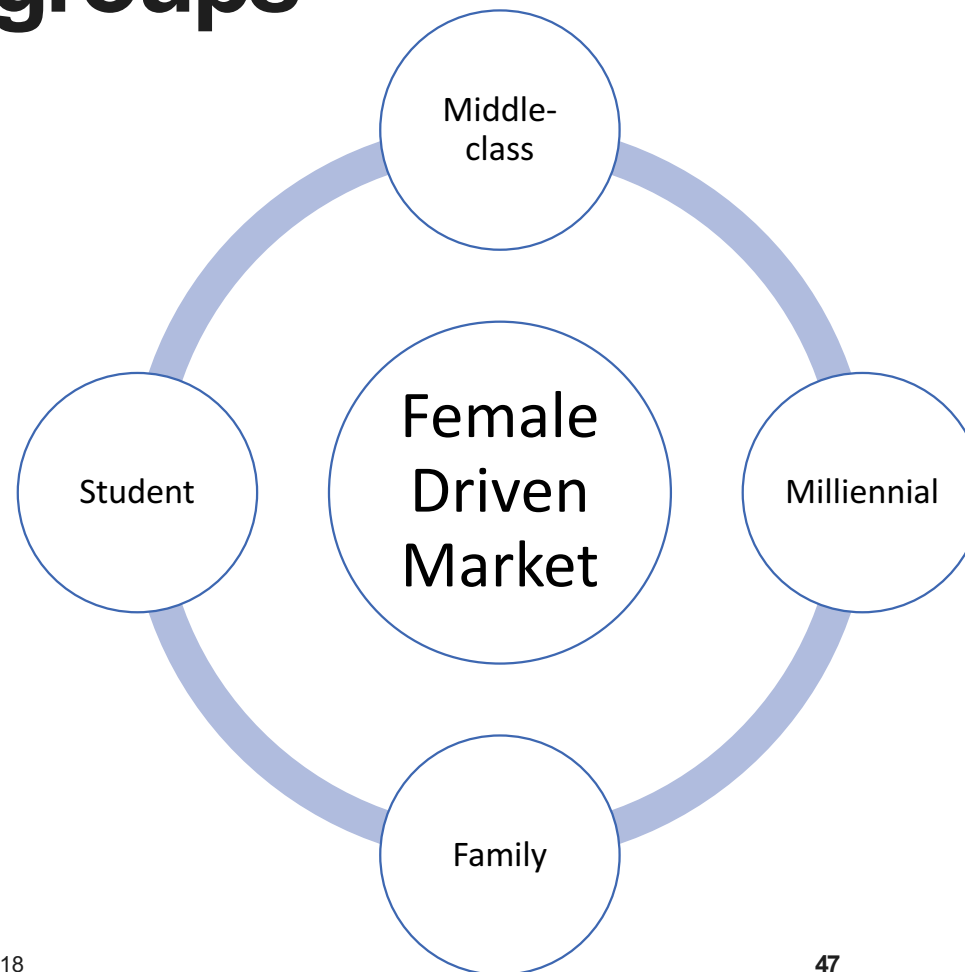 groups
Middle-
class
Female
Driven
Market
Student
Milliennial
Family
18
47